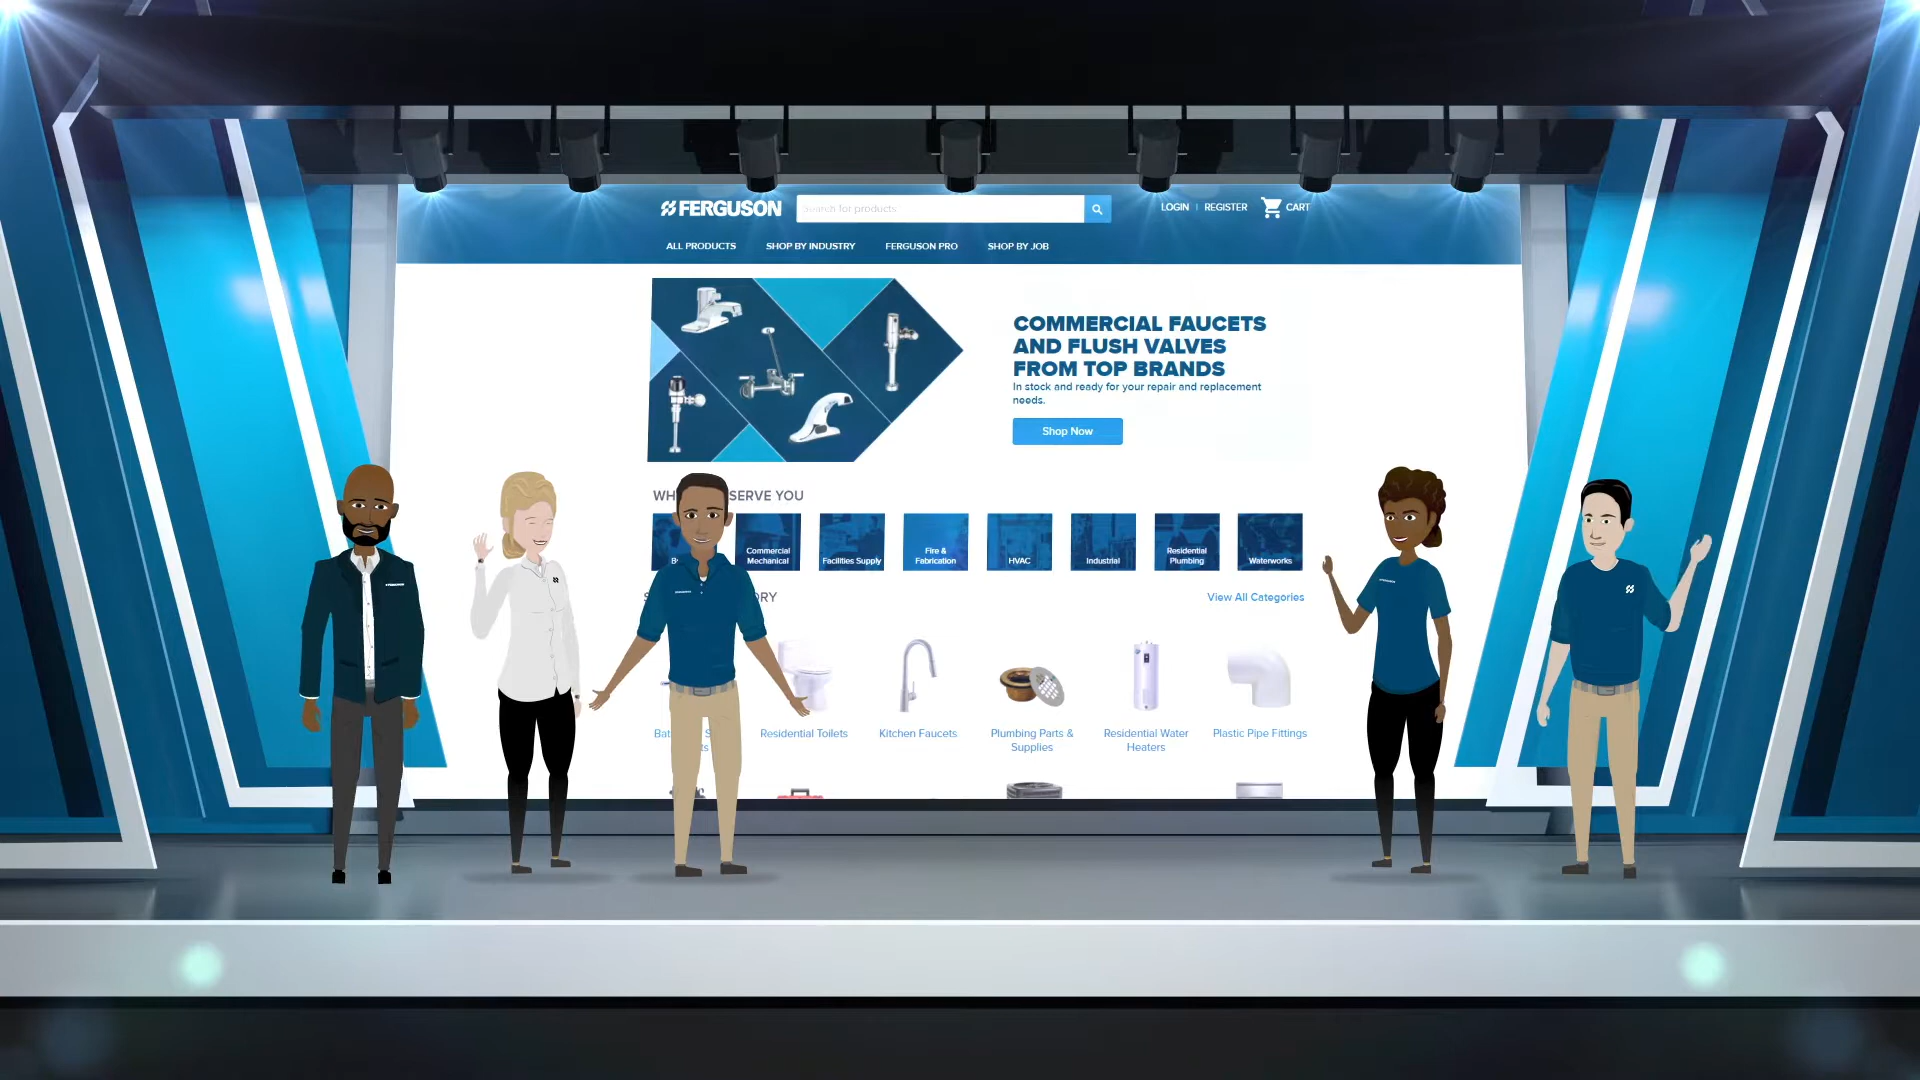 FERGUSON
Search for products
LOGIN | REGISTER
CART
ALL PRODUCTS
SHOP BY INDUSTRY
FERGUSON PRO
SHOP BY JOB
COMMERCIAL FAUCETS
AND FLUSH VALVES
FROM TOP BRANDS
In stock and ready for your repair and replacement
needs.
Shop Now
SERVE YOU
Commercial
Mechanical
Facilities Supply
Fire &
Fabrication
HVAC
Industrial
Residential
Plumbing
Waterworks
View All Categories
Residential Toilets
Kitchen Faucets
Plumbing Parts &
Supplies
Residential Water
Heaters
Plastic Pipe Fittings